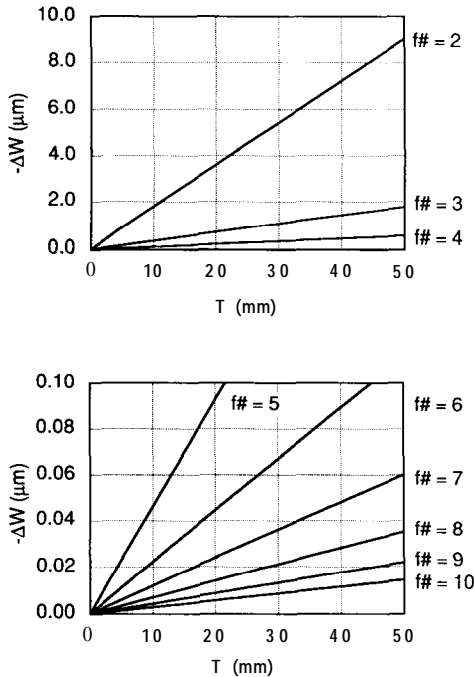 10.0
8.0
6.0
4.0
2.0
0.0
-ΔW (μm)
f# = 2
f# = 3
f# = 4
0 10 20 30 40 50
T (mm)
0.10
0.08
0.06
0.04
0.02
0.00
-ΔW (μm)
f# = 5
f# = 6
f# = 7
f# = 8
f# = 9
f# = 10
0 10 20 30 40 50
T (mm)